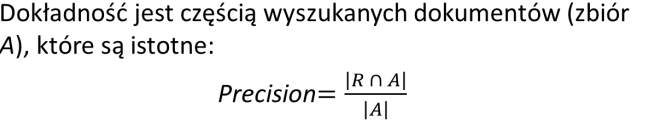 Dokładność jest częścią wyszukanych dokumentów (zbiór
A), które są istotne:
Precision= |R ∩ A|
|A|